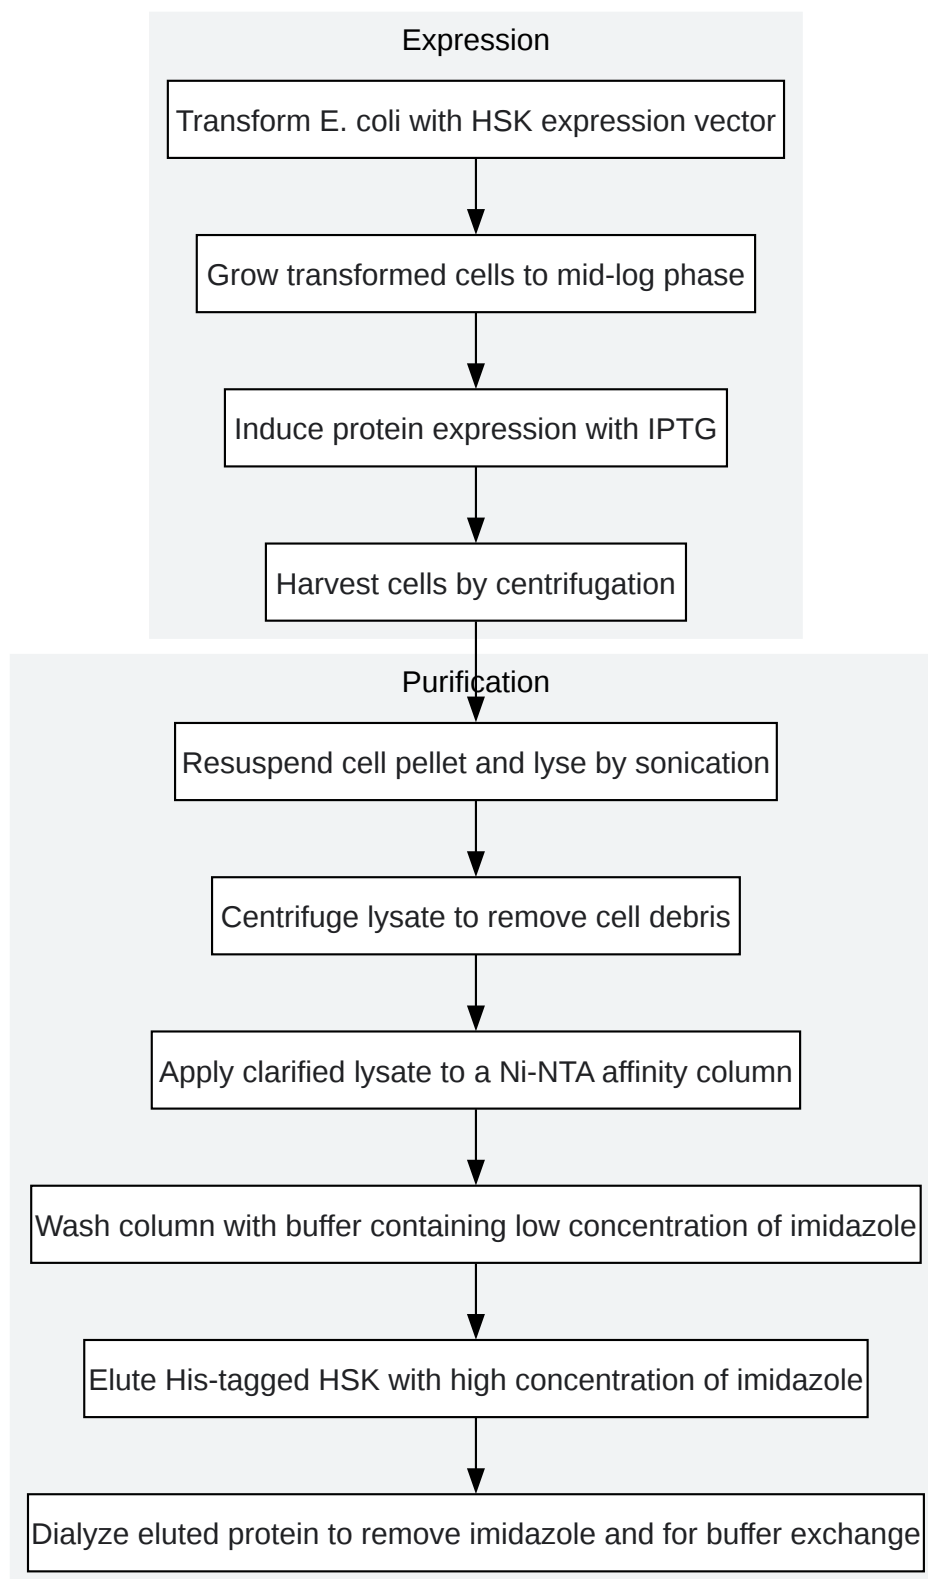 Expression
Transform E. coli with HSK expression vector
Grow transformed cells to mid-log phase
Induce protein expression with IPTG
Harvest cells by centrifugation
Purification
Resuspend cell pellet and lyse by sonication
Centrifuge lysate to remove cell debris
Apply clarified lysate to a Ni-NTA affinity column
Wash column with buffer containing low concentration of imidazole
Elute His-tagged HSK with high concentration of imidazole
Dialyze eluted protein to remove imidazole and for buffer exchange